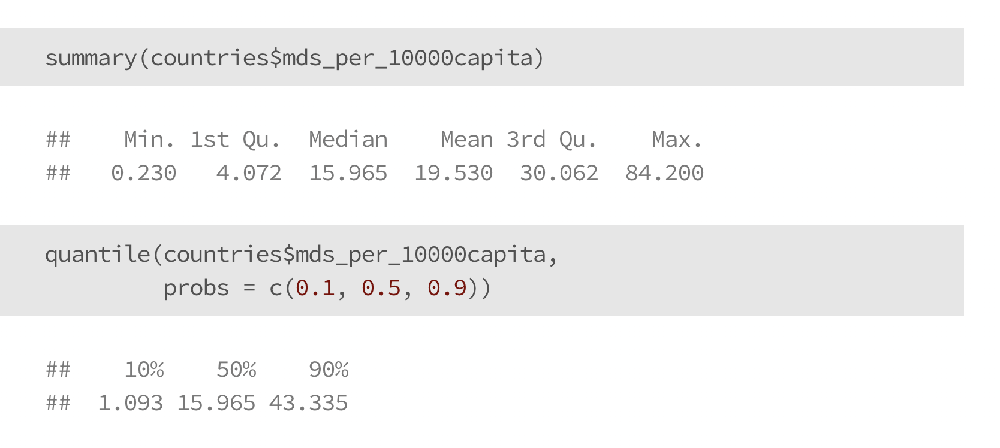 summary(countries$mds_per_10000capita)
##    Min. 1st Qu.  Median    Mean 3rd Qu.    Max.
##   0.230   4.072  15.965  19.530  30.062  84.200
quantile(countries$mds_per_10000capita,
         probs = c(0.1, 0.5, 0.9))
##    10%    50%    90%
##  1.093 15.965 43.335